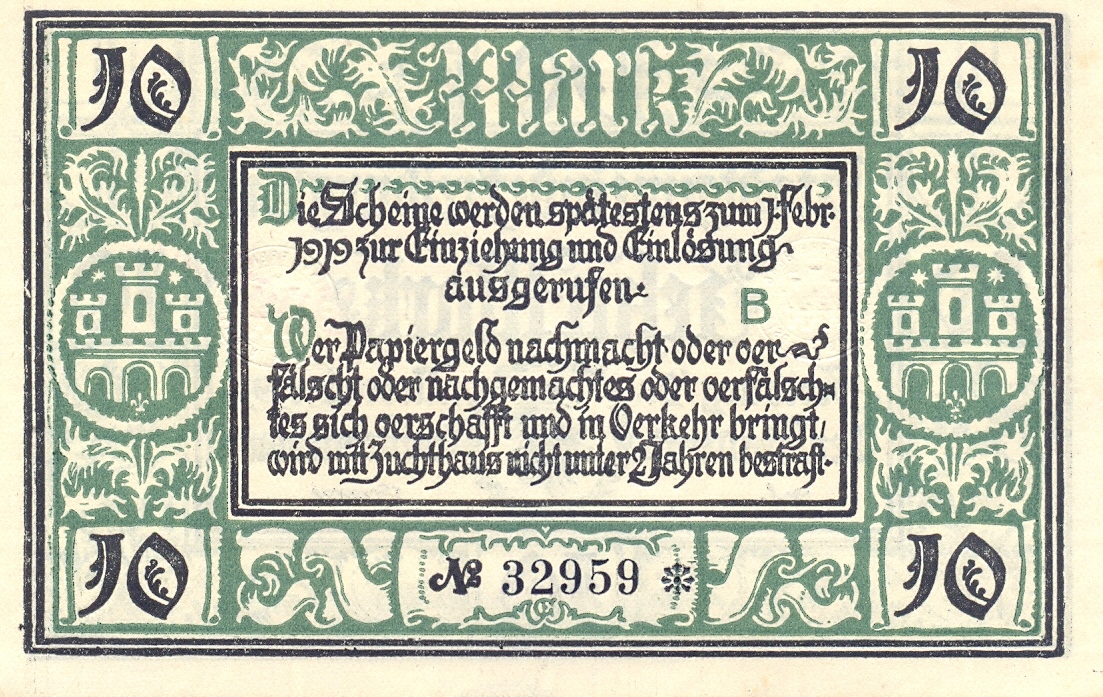 10 Mark 10
Die Scheine werden spätestens zum 1. Febr.
1919 zur Einziehung und Einlösung
ausgerufen.
B
Wer Papiergeld nachmacht oder ver-
fälscht oder nachgemachtes oder verfälsch-
tes sich verschafft und in Verkehr bringt,
wird mit Zuchthaus nicht unter 2 Jahren bestraft.
10 № 32959 10